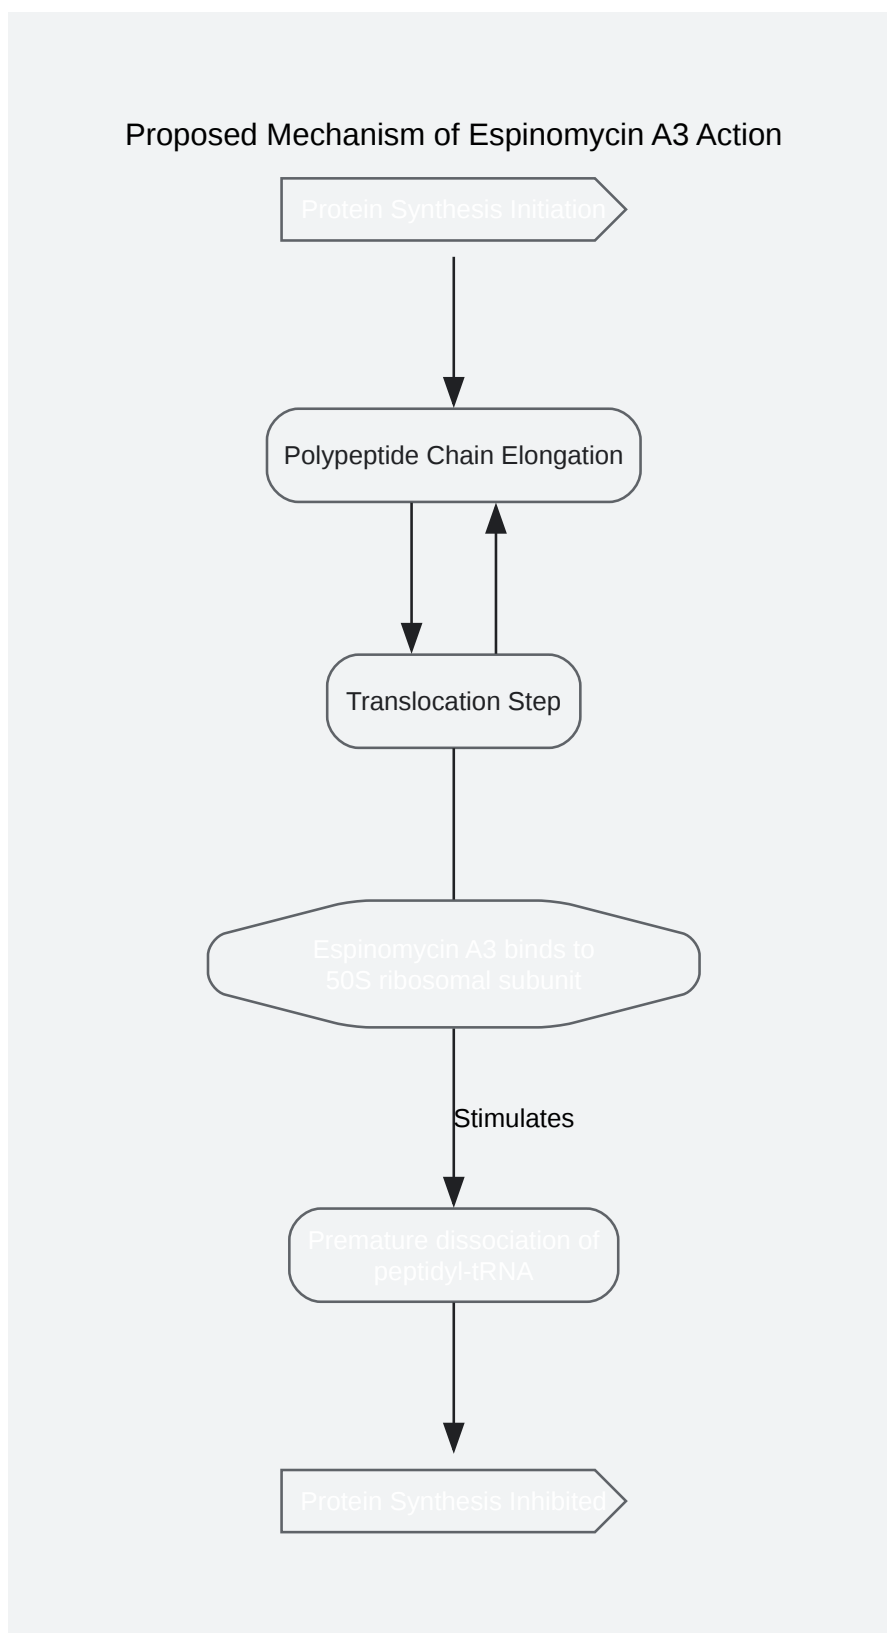 Proposed Mechanism of Espinomycin A3 Action
Protein Synthesis Initiation
Polypeptide Chain Elongation
Translocation Step
Espinomycin A3 binds to
50S ribosomal subunit
Stimulates
Premature dissociation of
peptidyl-tRNA
Protein Synthesis Inhibited